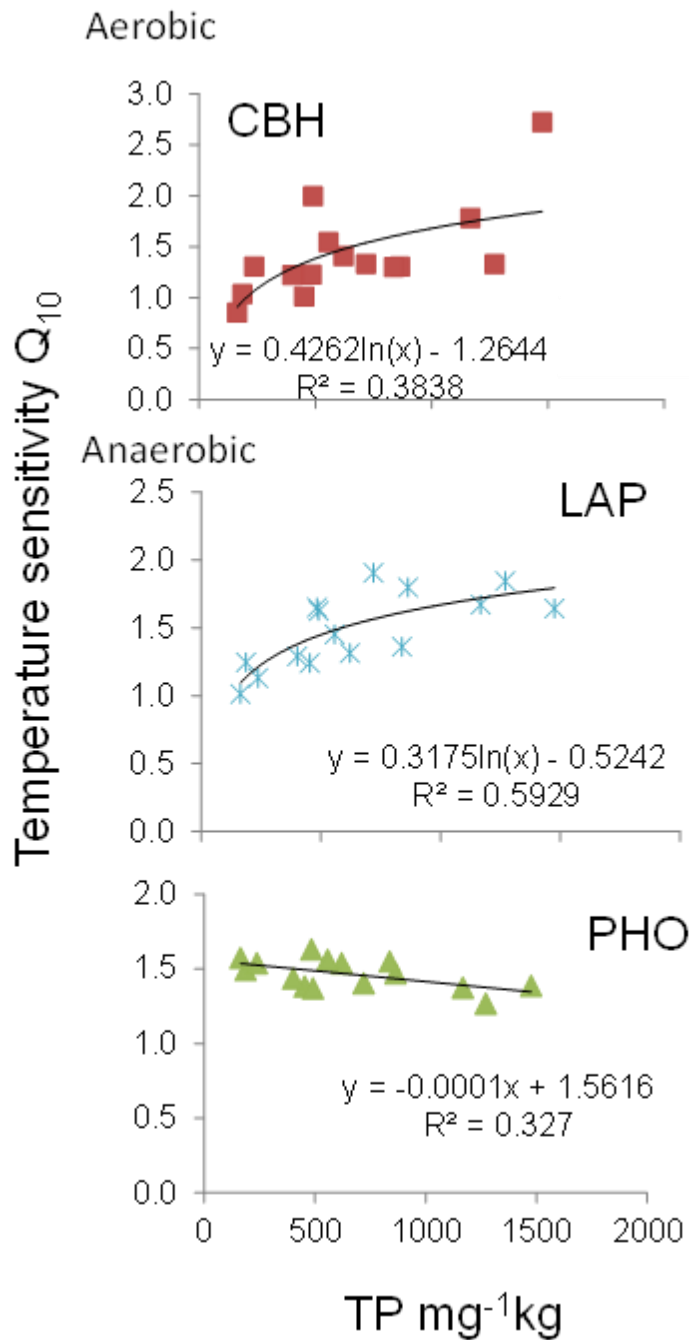 Aerobic
CBH
3.0
2.5
2.0
1.5
1.0
0.5
0.0
y = 0.4262ln(x) - 1.2644
R² = 0.3838
Temperature sensitivity Q₁₀
Anaerobic
LAP
2.5
2.0
1.5
1.0
0.5
0.0
y = 0.3175ln(x) - 0.5242
R² = 0.5929
PHO
2.0
1.5
1.0
0.5
0.0
y = -0.0001x + 1.5616
R² = 0.327
0 500 1000 1500 2000
TP mg⁻¹kg